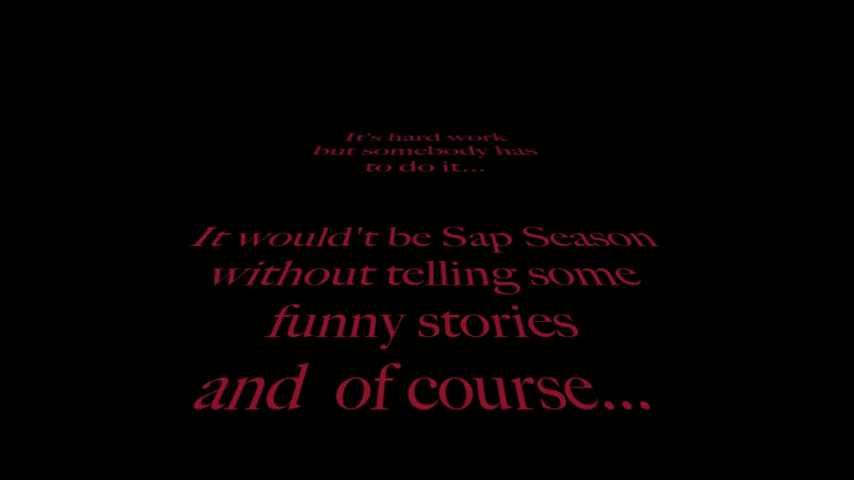 It's hard work
but somebody has
to do it...
It would't be Sap Season
without telling some
funny stories
and of course...